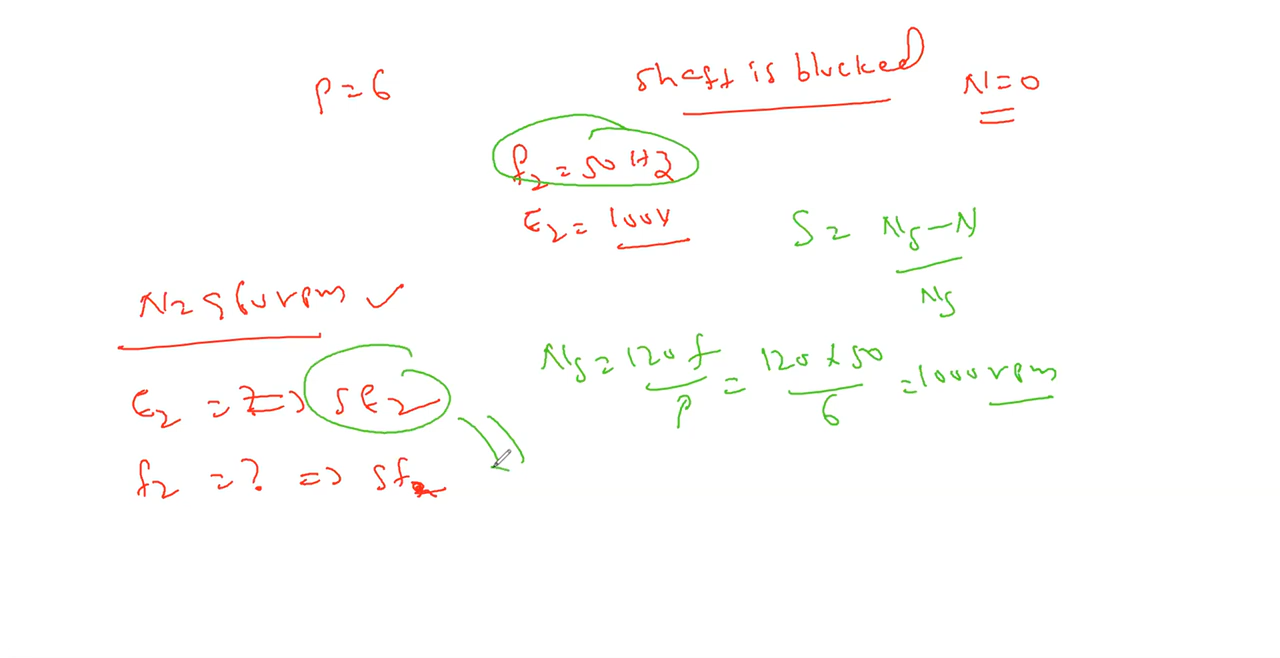 P = 6
shaft is blocked
N = 0
f2 = 50 Hz
E2 = 100V
S = Ns - N / Ns
N = 960 rpm ✓
Ns = 120 f / P = 120 x 50 / 6 = 1000 rpm
E2 = ? => SE2
f2 = ? => Sf